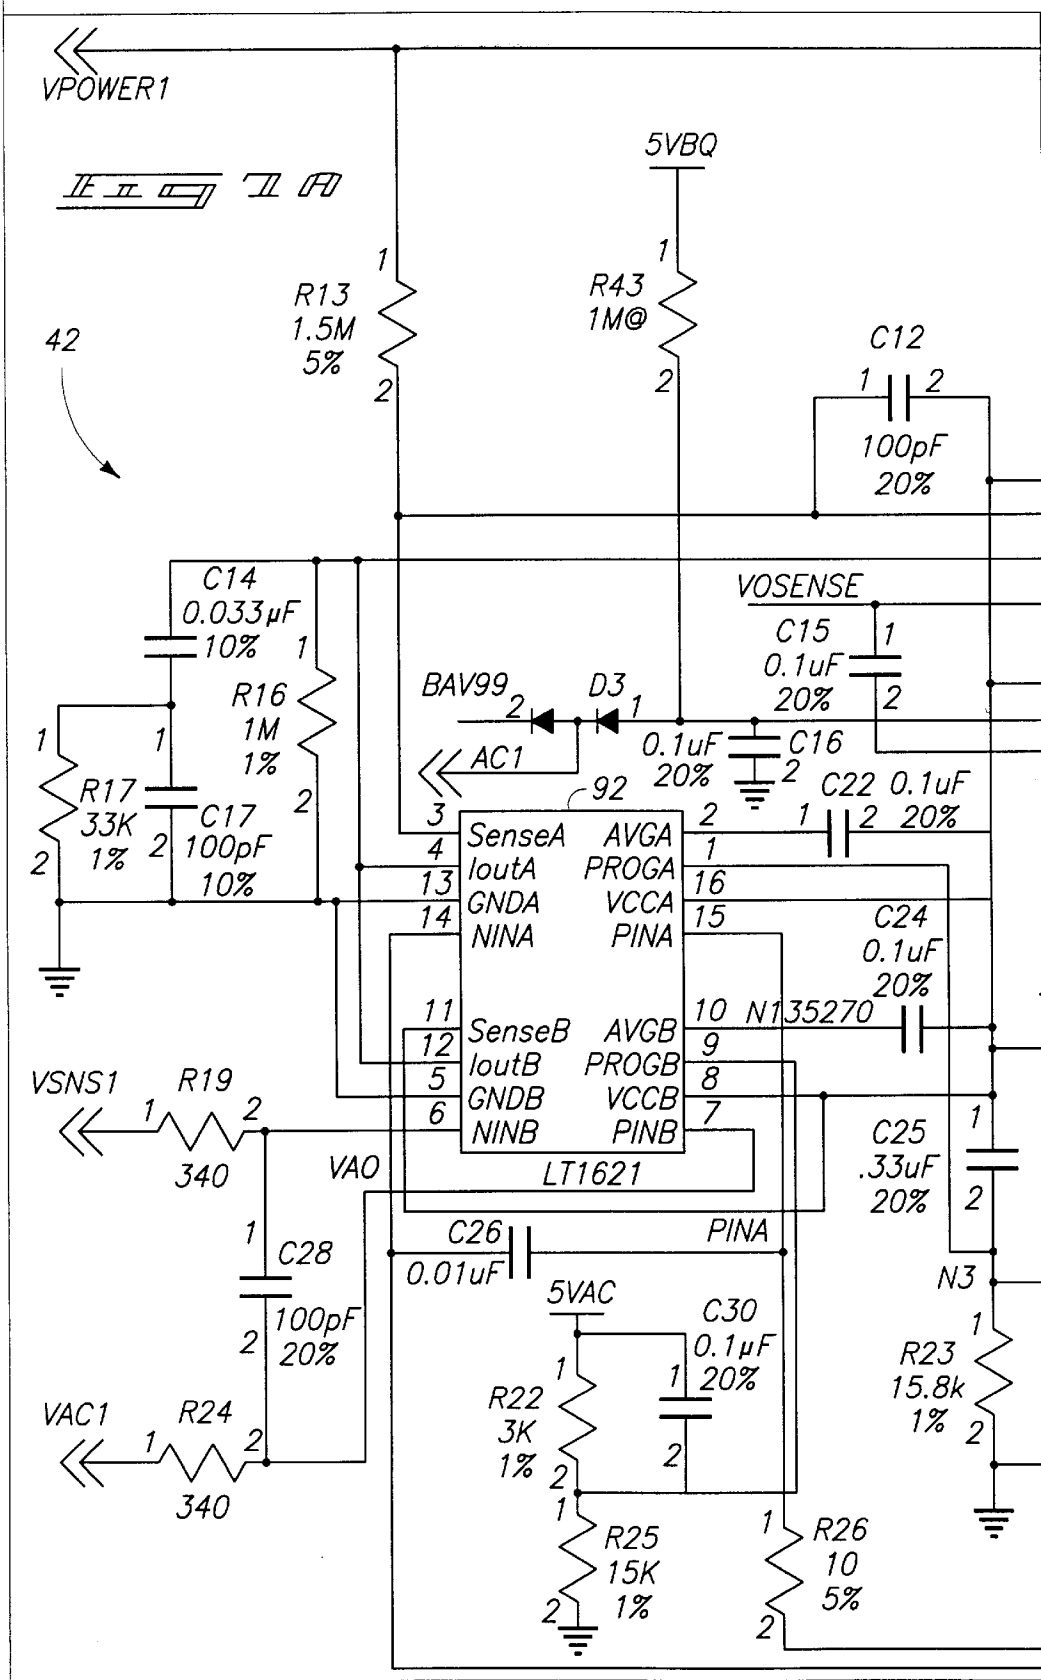 VPOWER1
Fig 7A
5VBQ
1
R13
1.5M
5%
2
1
R43
1M@
2
42
C12
1 2
100pF
20%
C14
0.033µF
10%
1
R16
1M
1%
2
VOSENSE
C15
0.1uF
20%
1
2
BAV99
2
D3
1
AC1
0.1uF
20%
C16
2
1
R17
33K
1%
2
1
C17
100pF
10%
2
92
C22 0.1uF
1 2 20%
3 SenseA AVGA 2
4 IoutA PROGA 1
13 GNDA VCCA 16
14 NINA PINA 15
11 SenseB AVGB 10 N135270
12 IoutB PROGB 9
5 GNDB VCCB 8
6 NINB PINB 7
LT1621
C24
0.1uF
20%
VSNS1
R19
1 2
340
VAO
C25
.33uF
20%
1
2
C26
0.01uF
PINA
N3
1
C28
100pF
20%
2
5VAC
C30
0.1µF
20%
1
2
1
R22
3K
1%
2
1
R23
15.8k
1%
2
VAC1
R24
1 2
340
1
R25
15K
1%
2
1
R26
10
5%
2